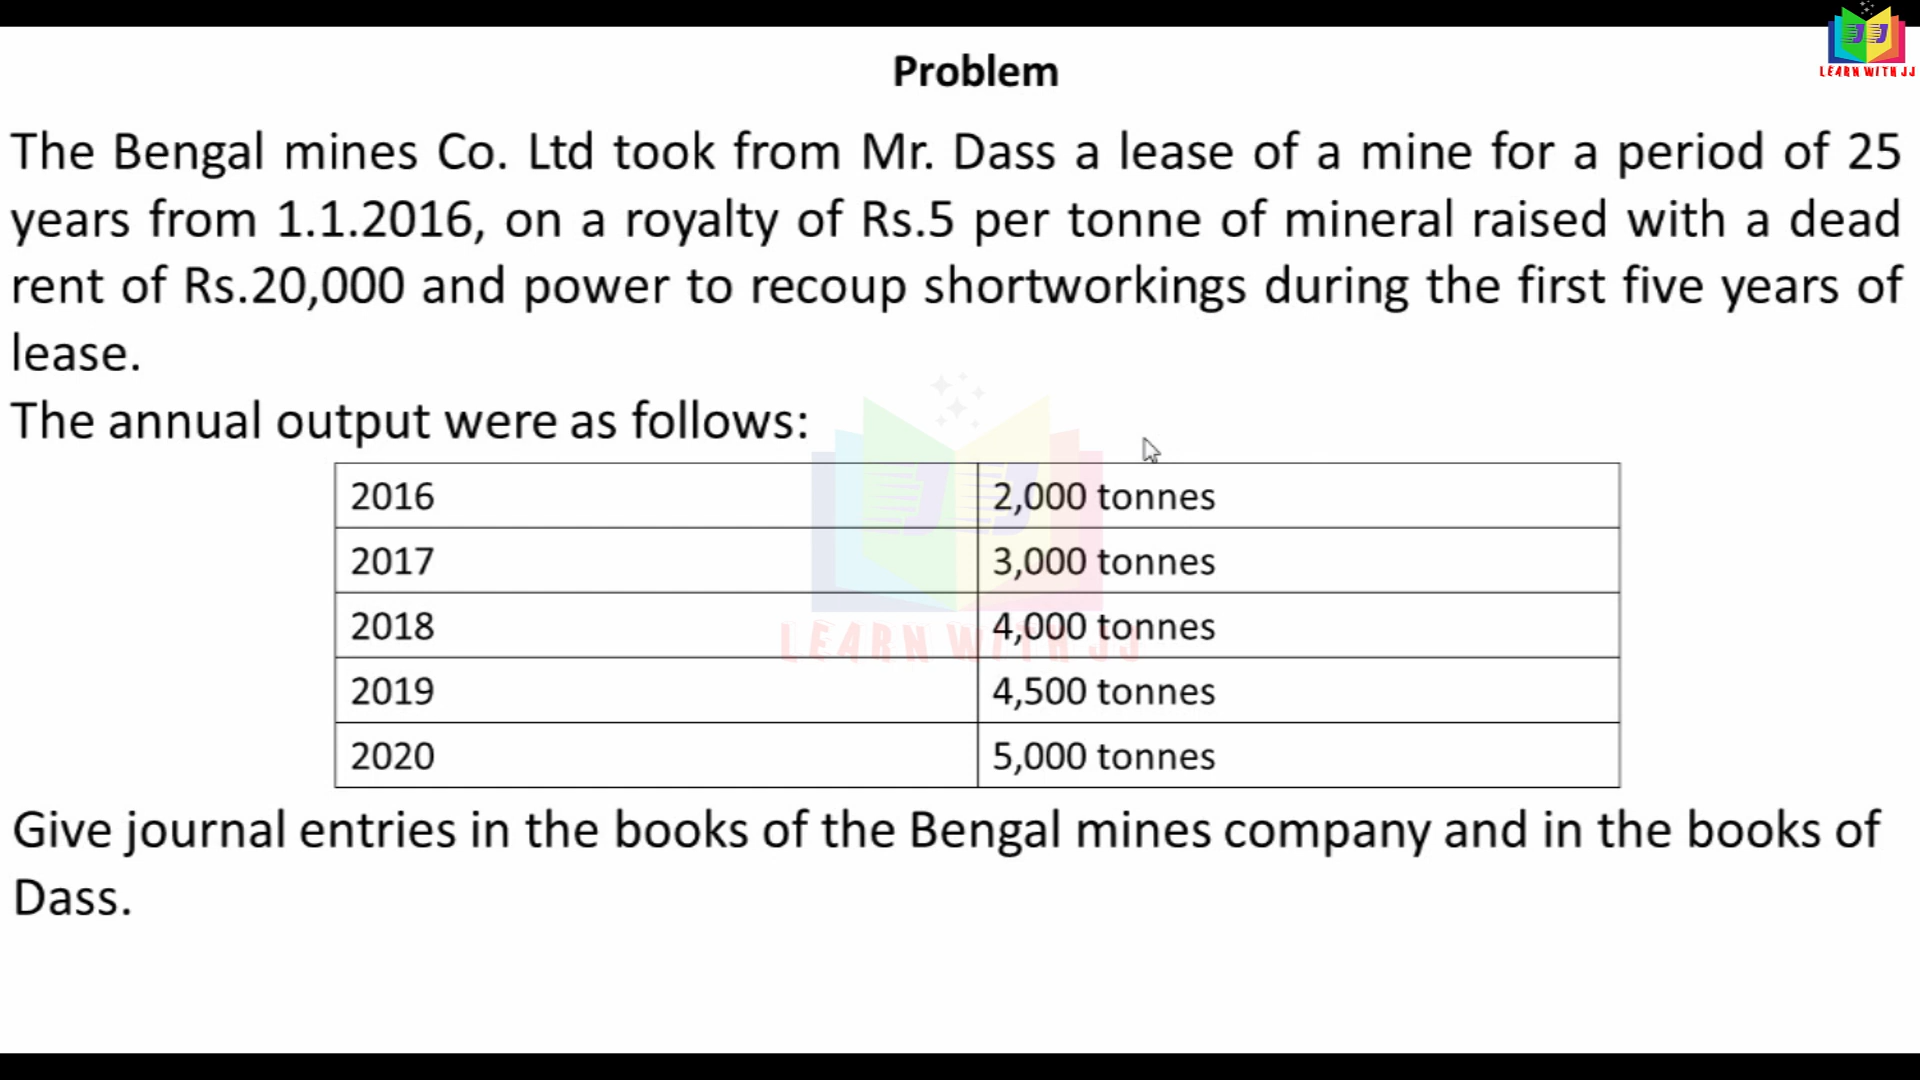 LEARN WITH JJ
Problem
The Bengal mines Co. Ltd took from Mr. Dass a lease of a mine for a period of 25
years from 1.1.2016, on a royalty of Rs.5 per tonne of mineral raised with a dead
rent of Rs.20,000 and power to recoup shortworkings during the first five years of
lease.
The annual output were as follows:
2016 2,000 tonnes
2017 3,000 tonnes
2018 4,000 tonnes
LEARN WITH JJ
2019 4,500 tonnes
2020 5,000 tonnes
Give journal entries in the books of the Bengal mines company and in the books of
Dass.